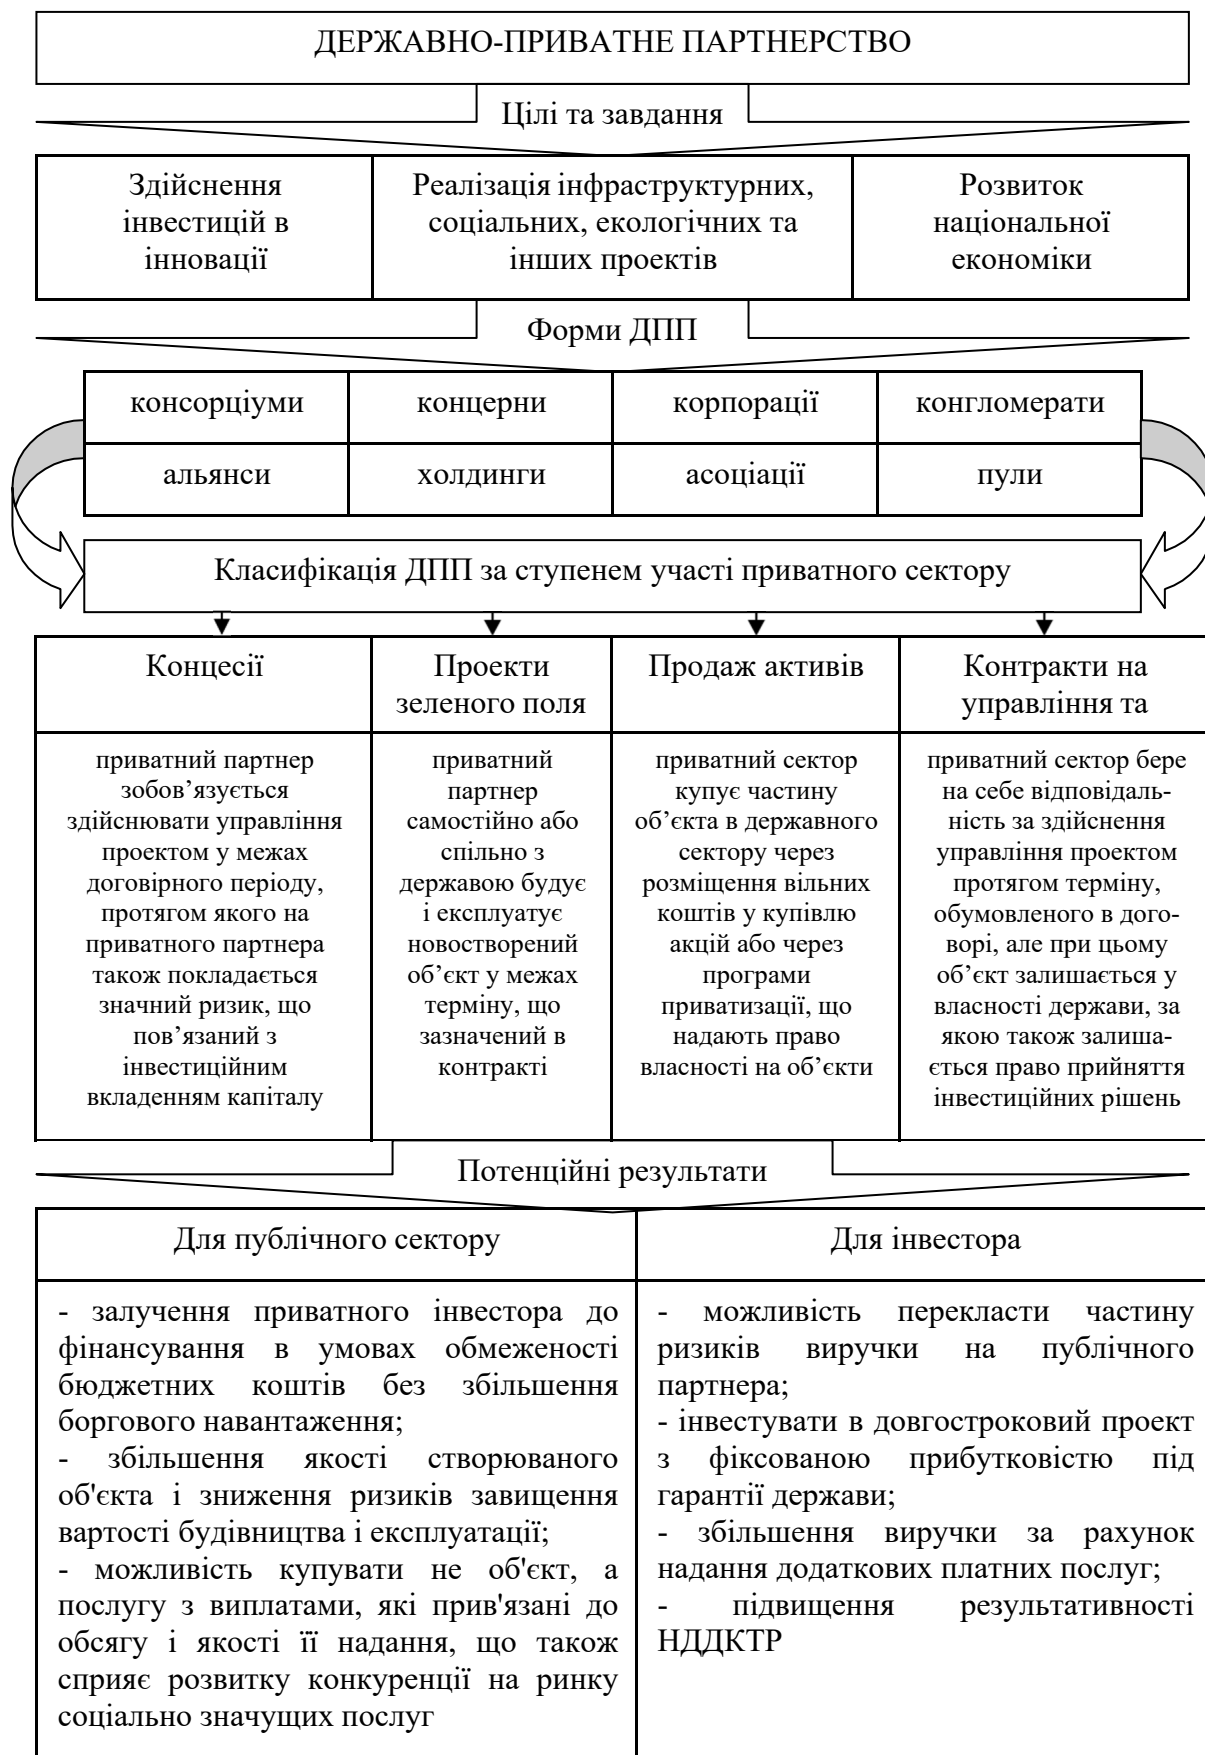 ДЕРЖАВНО-ПРИВАТНЕ ПАРТНЕРСТВО
Цілі та завдання
Здійснення
інвестицій в
інновації
Реалізація інфраструктурних,
соціальних, екологічних та
інших проектів
Розвиток
національної
економіки
Форми ДПП
консорціуми
концерни
корпорації
конгломерати
альянси
холдинги
асоціації
пули
Класифікація ДПП за ступенем участі приватного сектору
Концесії
Проекти
зеленого поля
Продаж активів
Контракти на
управління та
приватний партнер
зобов’язується
здійснювати управління
проектом у межах
договірного періоду,
протягом якого на
приватного партнера
також покладається
значний ризик, що
пов’язаний з
інвестиційним
вкладенням капіталу
приватний
партнер
самостійно або
спільно з
державою будує
і експлуатує
новостворений
об’єкт у межах
терміну, що
зазначений в
контракті
приватний сектор
купує частину
об’єкта в державного
сектору через
розміщення вільних
коштів у купівлю
акцій або через
програми
приватизації, що
надають право
власності на об’єкти
приватний сектор бере
на себе відповідаль-
ність за здійснення
управління проектом
протягом терміну,
обумовленого в дого-
ворі, але при цьому
об’єкт залишається у
власності держави, за
якою також залиша-
ється право прийняття
інвестиційних рішень
Потенційні результати
Для публічного сектору
- залучення приватного інвестора до
фінансування в умовах обмеженості
бюджетних коштів без збільшення
боргового навантаження;
- збільшення якості створюваного
об'єкта і зниження ризиків завищення
вартості будівництва і експлуатації;
- можливість купувати не об'єкт, а
послугу з виплатами, які прив'язані до
обсягу і якості її надання, що також
сприяє розвитку конкуренції на ринку
соціально значущих послуг
Для інвестора
- можливість перекласти частину
ризиків виручки на публічного
партнера;
- інвестувати в довгостроковий проект
з фіксованою прибутковістю під
гарантії держави;
- збільшення виручки за рахунок
надання додаткових платних послуг;
- підвищення результативності
НДДКТР